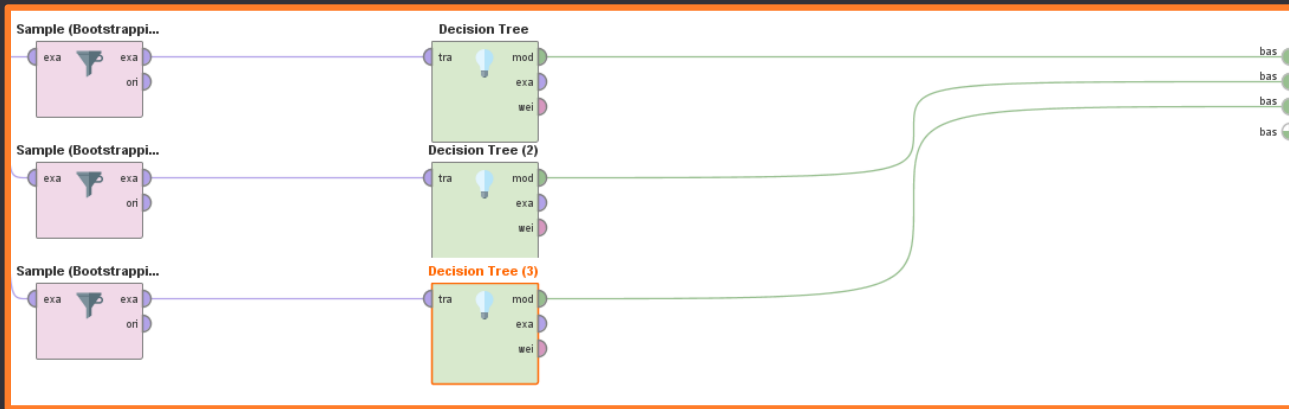 Sample (Bootstrappi...
Decision Tree
exa
exa
tra
mod
bas
ori
exa
bas
wei
bas
bas
Sample (Bootstrappi...
Decision Tree (2)
exa
exa
tra
mod
ori
exa
wei
Sample (Bootstrappi...
Decision Tree (3)
exa
exa
tra
mod
ori
exa
wei